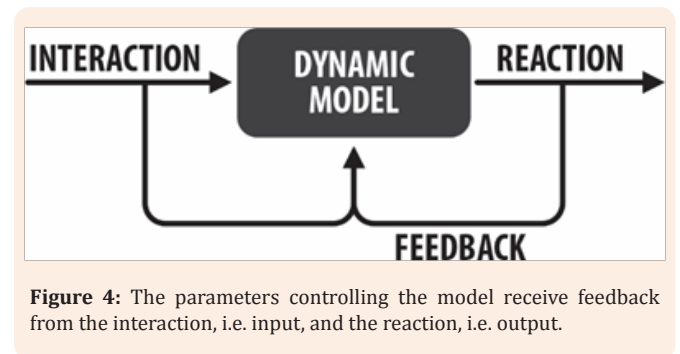 INTERACTION
DYNAMIC
MODEL
REACTION
FEEDBACK
Figure 4: The parameters controlling the model receive feedback
from the interaction, i.e. input, and the reaction, i.e. output.